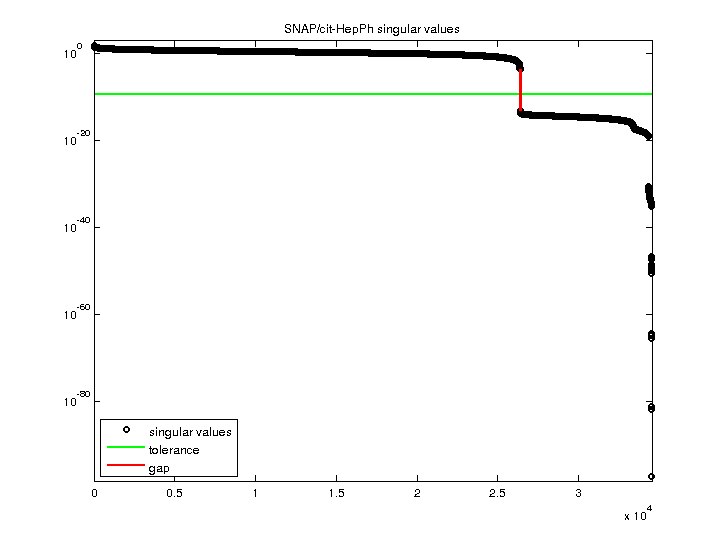 SNAP/cit-HepPh singular values
10^0
10^-20
10^-40
10^-60
10^-80
singular values
tolerance
gap
0 0.5 1 1.5 2 2.5 3
x 10^4